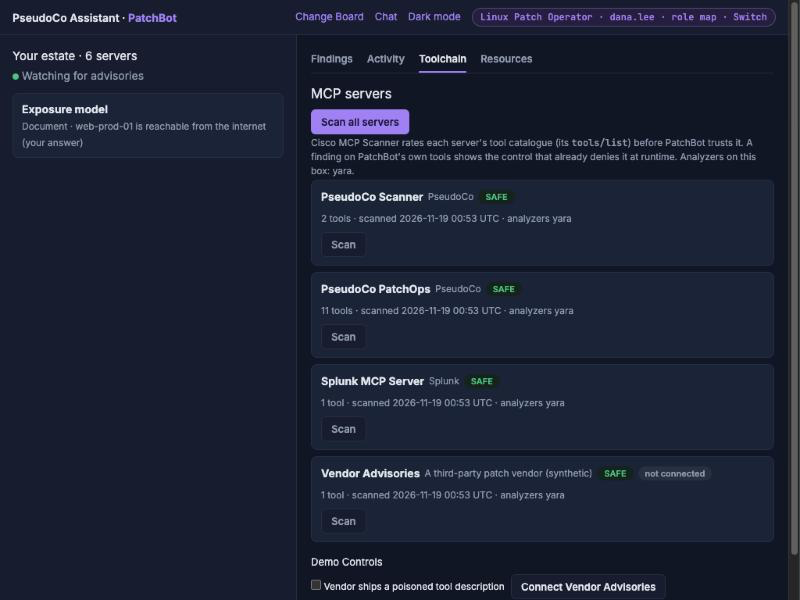 PseudoCo Assistant · PatchBot
Change Board Chat Dark mode Linux Patch Operator · dana.lee · role map · Switch
Your estate · 6 servers
Watching for advisories
Exposure model
Document · web-prod-01 is reachable from the internet
(your answer)
Findings Activity Toolchain Resources
MCP servers
Scan all servers
Cisco MCP Scanner rates each server's tool catalogue (its tools/list) before PatchBot trusts it. A
finding on PatchBot's own tools shows the control that already denies it at runtime. Analyzers on this
box: yara.
PseudoCo Scanner PseudoCo SAFE
2 tools · scanned 2026-11-19 00:53 UTC · analyzers yara
Scan
PseudoCo PatchOps PseudoCo SAFE
11 tools · scanned 2026-11-19 00:53 UTC · analyzers yara
Scan
Splunk MCP Server Splunk SAFE
1 tool · scanned 2026-11-19 00:53 UTC · analyzers yara
Scan
Vendor Advisories A third-party patch vendor (synthetic) SAFE not connected
1 tool · scanned 2026-11-19 00:53 UTC · analyzers yara
Scan
Demo Controls
Vendor ships a poisoned tool description Connect Vendor Advisories